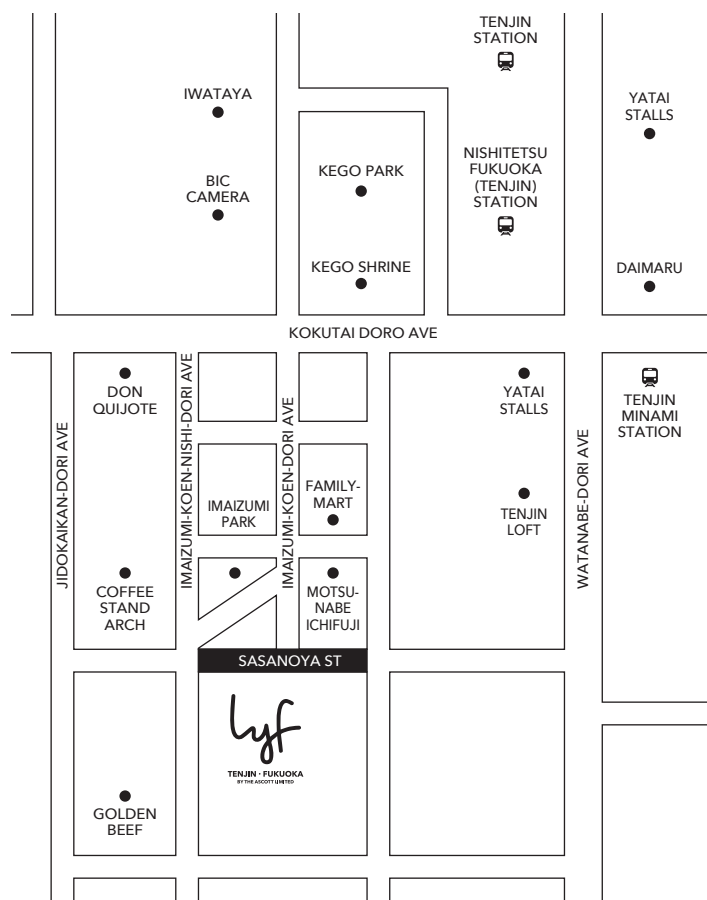 TENJIN
STATION
IWATAYA
YATAI
STALLS
BIC
CAMERA
KEGO PARK
NISHITETSU
FUKUOKA
(TENJIN)
STATION
KEGO SHRINE
DAIMARU
KOKUTAI DORO AVE
JIDOKAIKAN-DORI AVE
DON
QUIJOTE
IMAIZUMI-KOEN-NISHI-DORI AVE
IMAIZUMI-KOEN-DORI AVE
YATAI
STALLS
WATANABE-DORI AVE
TENJIN
MINAMI
STATION
IMAIZUMI
PARK
FAMILY-
MART
TENJIN
LOFT
COFFEE
STAND
ARCH
MOTSU-
NABE
ICHIFUJI
SASANOYA ST
lyf
TENJIN · FUKUOKA
BY THE ASCOTT LIMITED
GOLDEN
BEEF